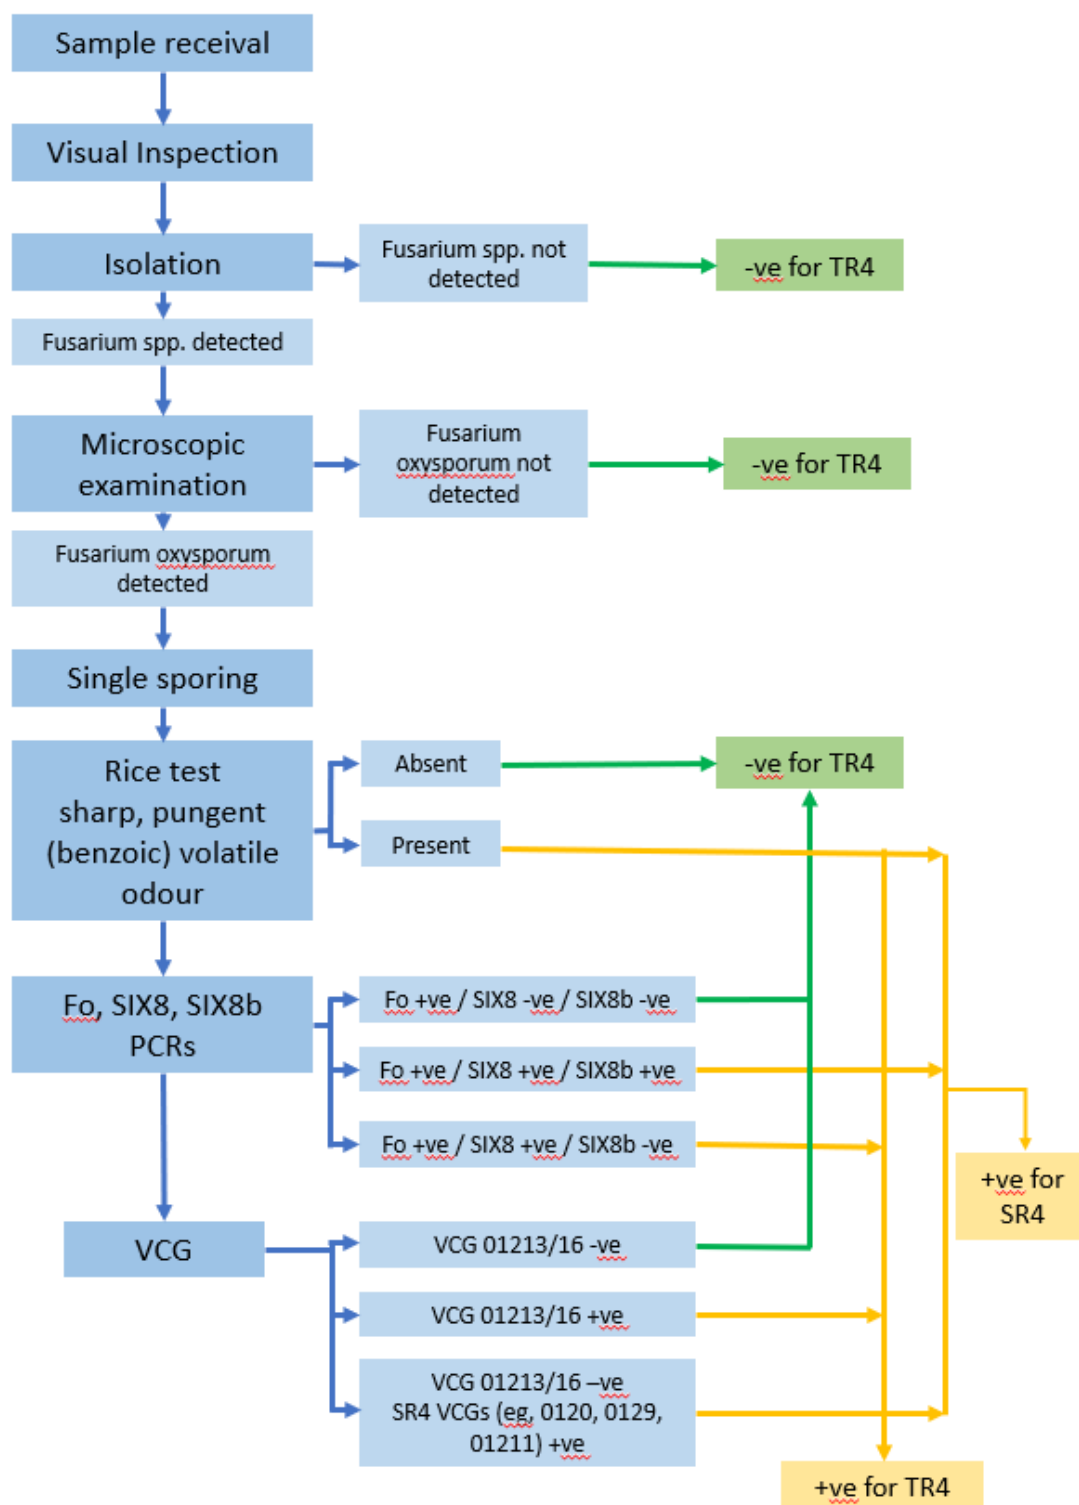 Sample receival
Visual Inspection
Isolation
Fusarium spp. not
detected
-ve for TR4
Fusarium spp. detected
Microscopic
examination
Fusarium
oxysporum not
detected
-ve for TR4
Fusarium oxysporum
detected
Single sporing
Rice test
sharp, pungent
(benzoic) volatile
odour
Absent
-ve for TR4
Present
Fo, SIX8, SIX8b
PCRs
Fo +ve / SIX8 -ve / SIX8b -ve
Fo +ve / SIX8 +ve / SIX8b +ve
Fo +ve / SIX8 +ve / SIX8b -ve
+ve for
SR4
VCG
VCG 01213/16 -ve
VCG 01213/16 +ve
VCG 01213/16 –ve
SR4 VCGs (eg, 0120, 0129,
01211) +ve
+ve for TR4